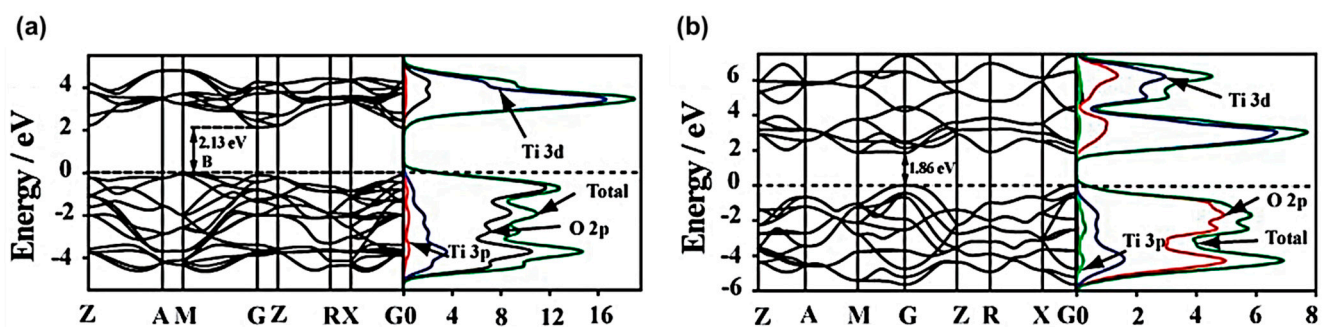 (a)
Energy / eV
4
2
0
-2
-4
2.13 eV
B
Ti 3d
Total
O 2p
Ti 3p
Z A M G Z R X G 0 4 8 12 16
(b)
Energy / eV
6
4
2
0
-2
-4
-6
1.86 eV
Ti 3d
O 2p
Total
Ti 3p
Z A M G Z R X G 0 2 4 6 8